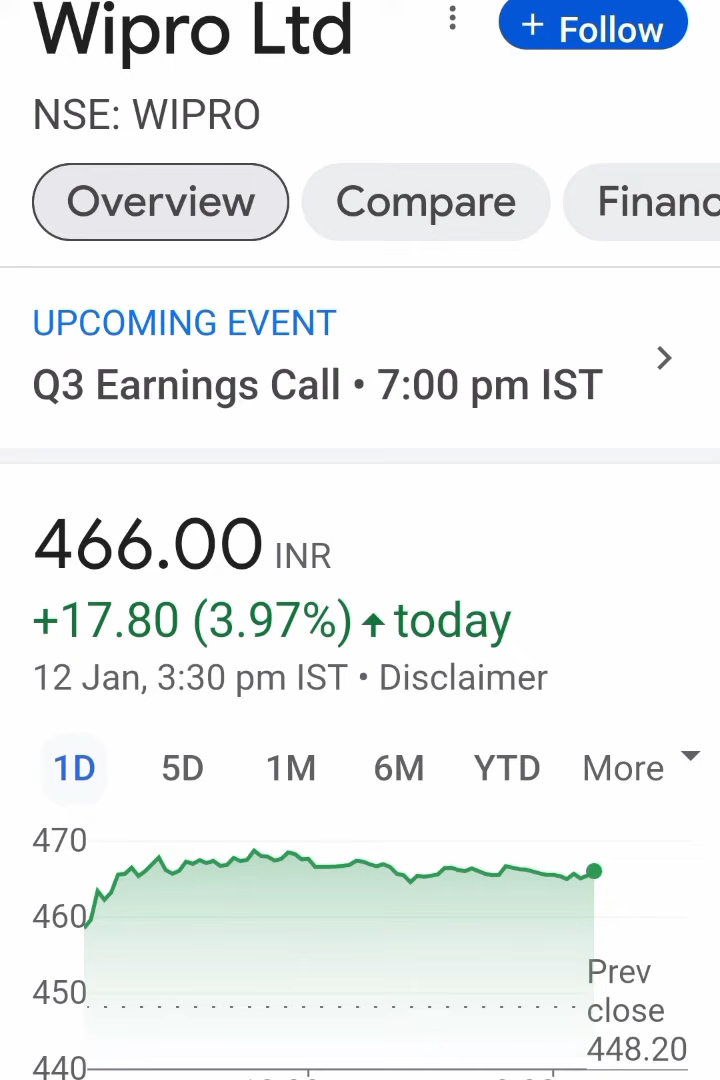 Wipro Ltd
+ Follow
NSE: WIPRO
Overview
Compare
Financ
UPCOMING EVENT
Q3 Earnings Call • 7:00 pm IST
466.00 INR
+17.80 (3.97%) ↑ today
12 Jan, 3:30 pm IST • Disclaimer
1D 5D 1M 6M YTD More
470
460
450
Prev
close
448.20
440